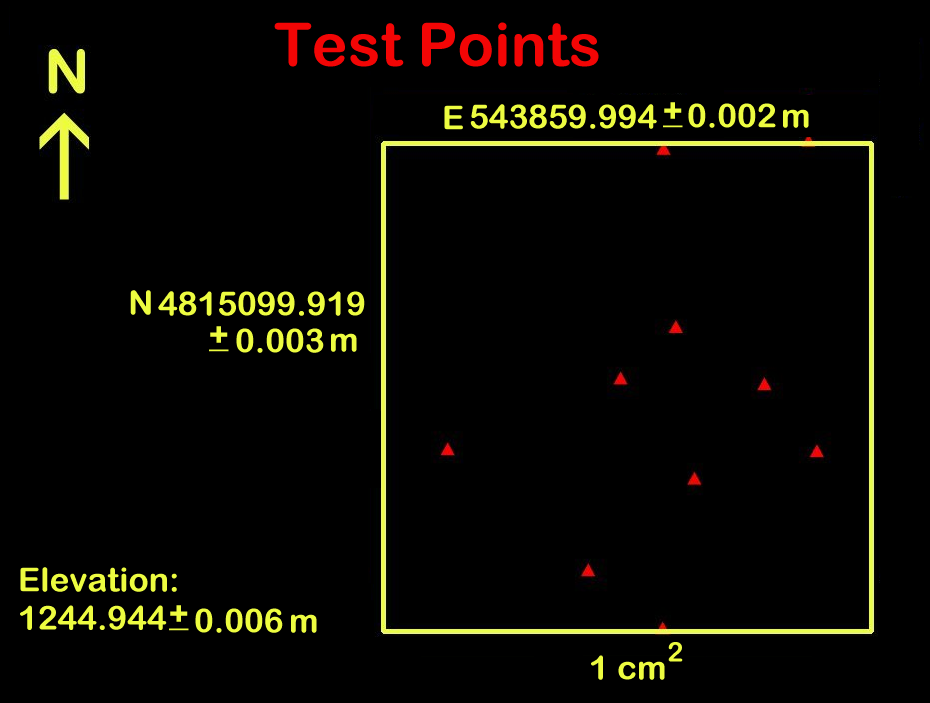 Test Points
N
E 543859.994 ± 0.002 m
N 4815099.919
± 0.003 m
Elevation:
1244.944 ± 0.006 m
1 cm²